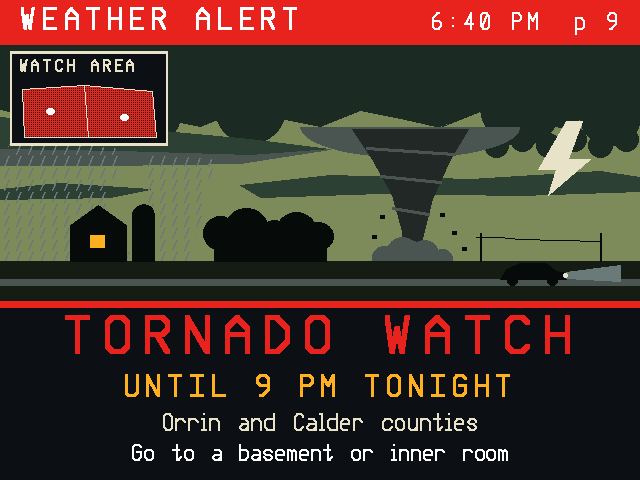 WEATHER ALERT
6:40 PM p 9
WATCH AREA
TORNADO WATCH
UNTIL 9 PM TONIGHT
Orrin and Calder counties
Go to a basement or inner room